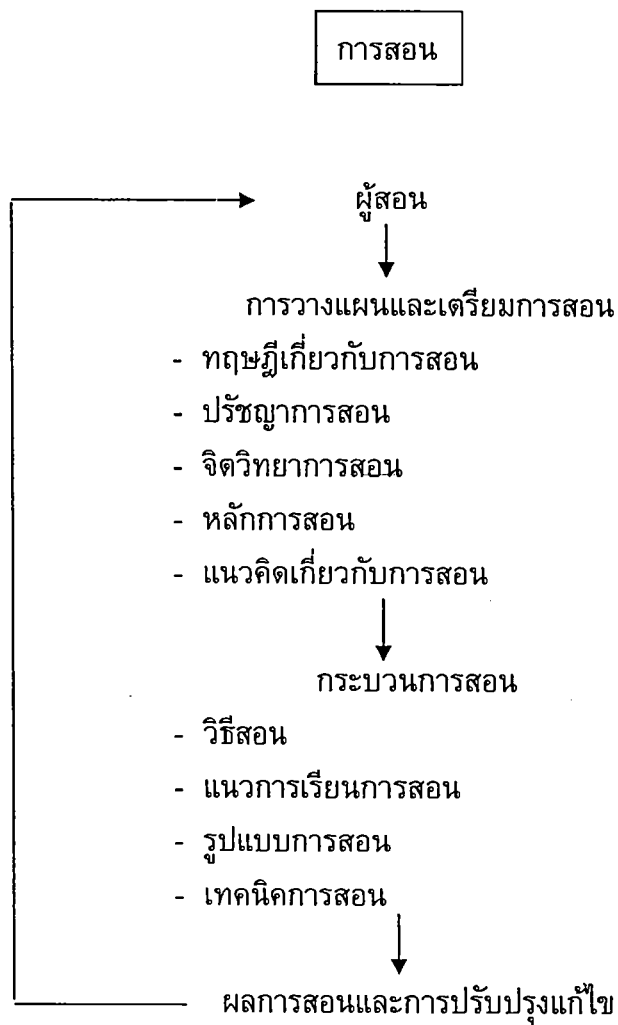 การสอน
ผู้สอน
การวางแผนและเตรียมการสอน
- ทฤษฎีเกี่ยวกับการสอน
- ปรัชญาการสอน
- จิตวิทยาการสอน
- หลักการสอน
- แนวคิดเกี่ยวกับการสอน
กระบวนการสอน
- วิธีสอน
- แนวการเรียนการสอน
- รูปแบบการสอน
- เทคนิคการสอน
ผลการสอนและการปรับปรุงแก้ไข